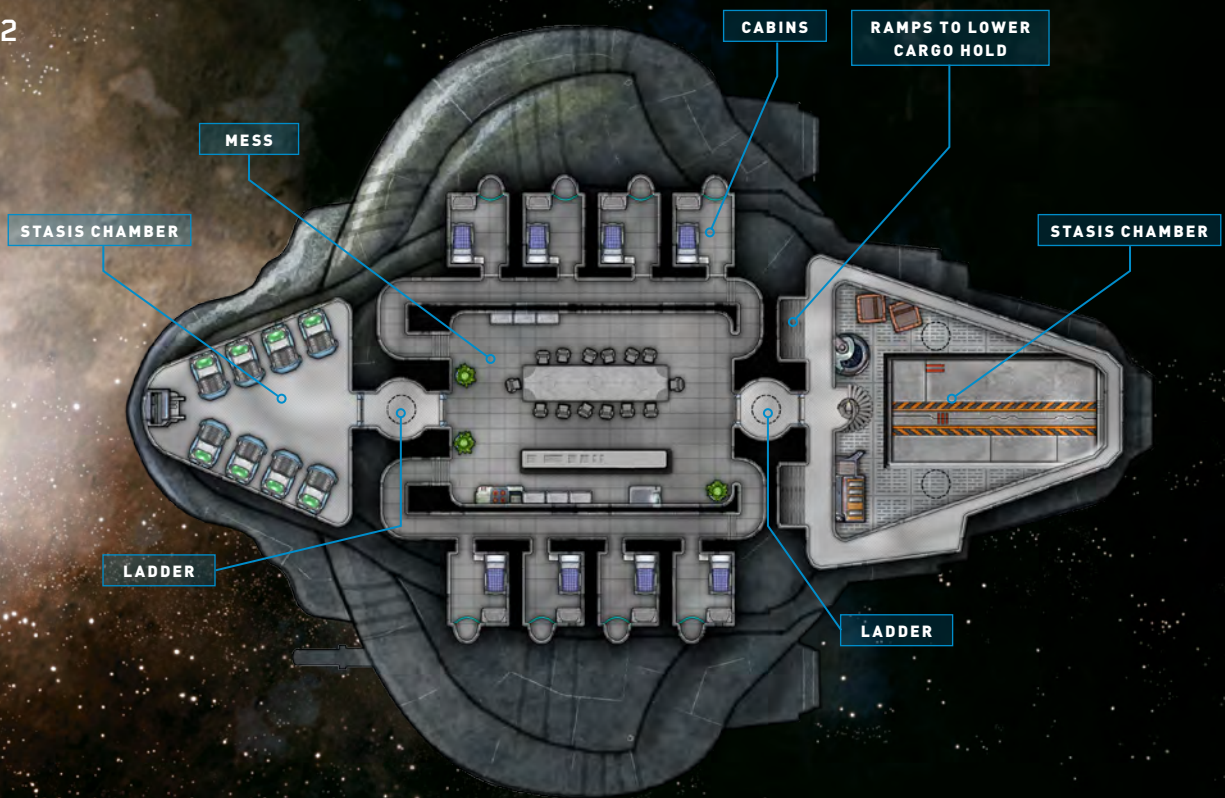 2
CABINS
RAMPS TO LOWER
CARGO HOLD
MESS
STASIS CHAMBER
STASIS CHAMBER
LADDER
LADDER